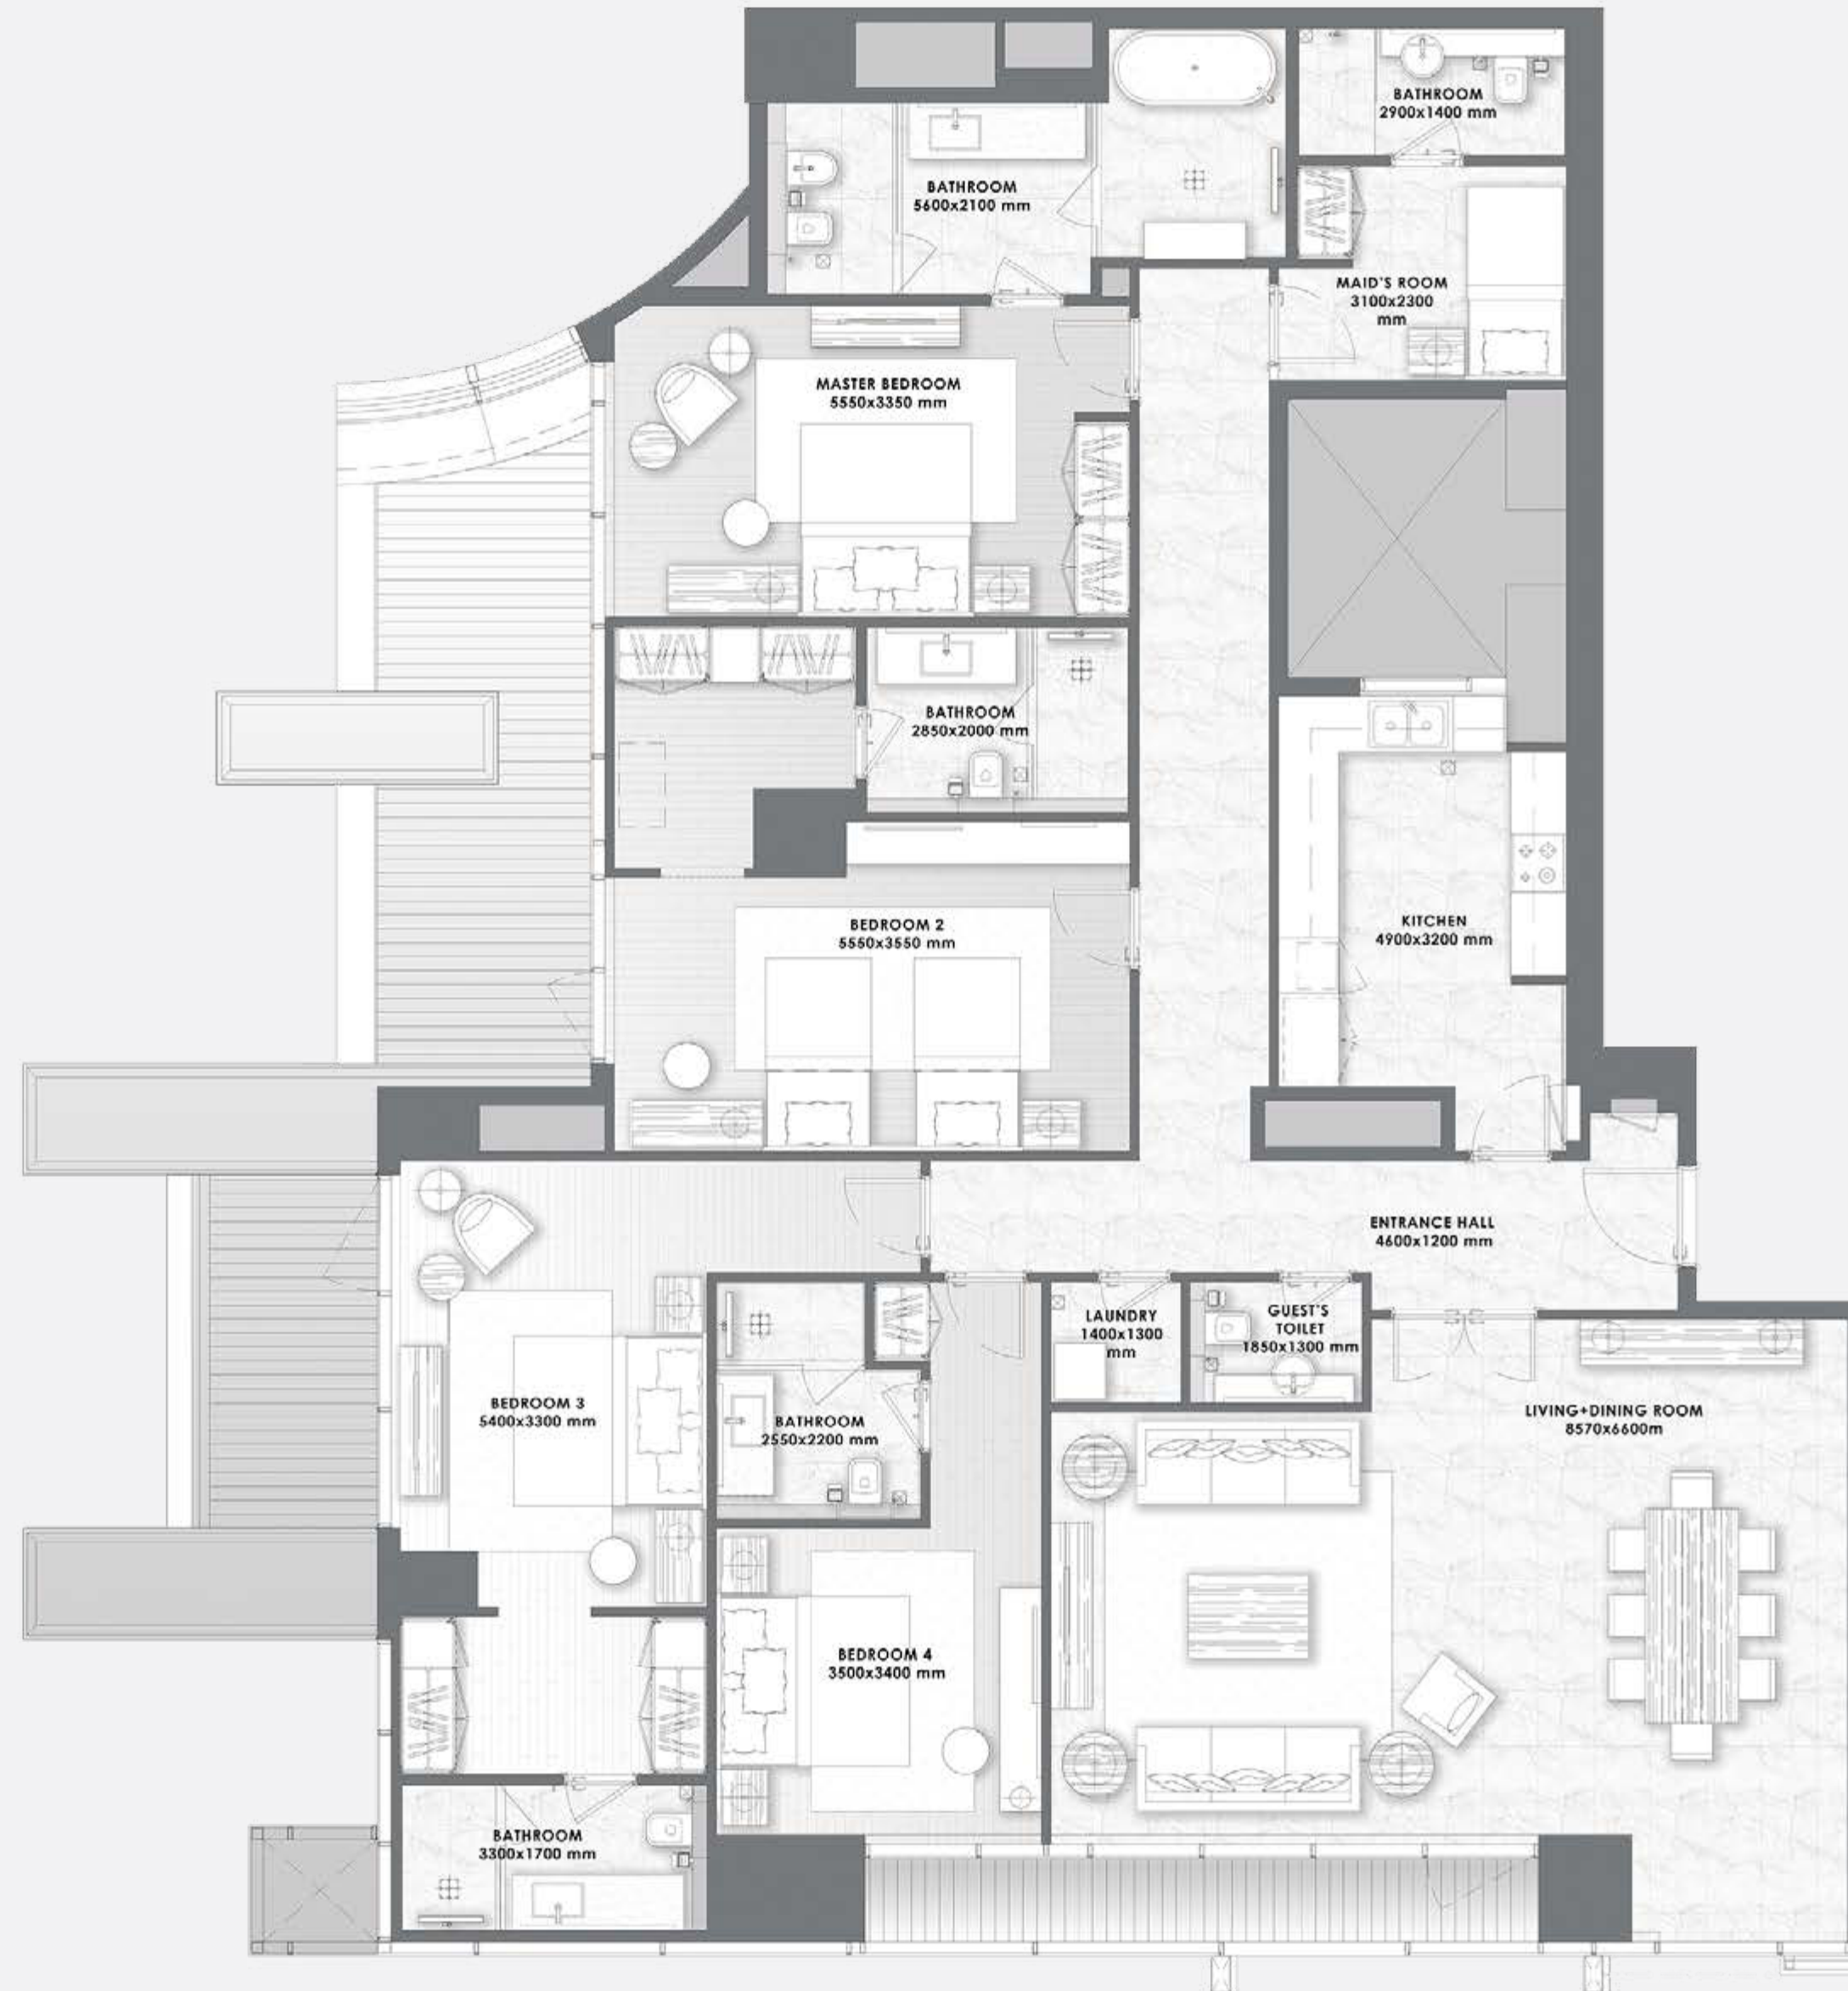 BATHROOM
2900x1400 mm
BATHROOM
5600x2100 mm
MAID'S ROOM
3100x2300
mm
MASTER BEDROOM
5550x3350 mm
BATHROOM
2850x2000 mm
BEDROOM 2
5550x3550 mm
KITCHEN
4900x3200 mm
ENTRANCE HALL
4600x1200 mm
LAUNDRY
1400x1300
mm
GUEST'S
TOILET
1850x1300 mm
BEDROOM 3
5400x3300 mm
BATHROOM
2550x2200 mm
LIVING+DINING ROOM
8570x6600m
BEDROOM 4
3500x3400 mm
BATHROOM
3300x1700 mm